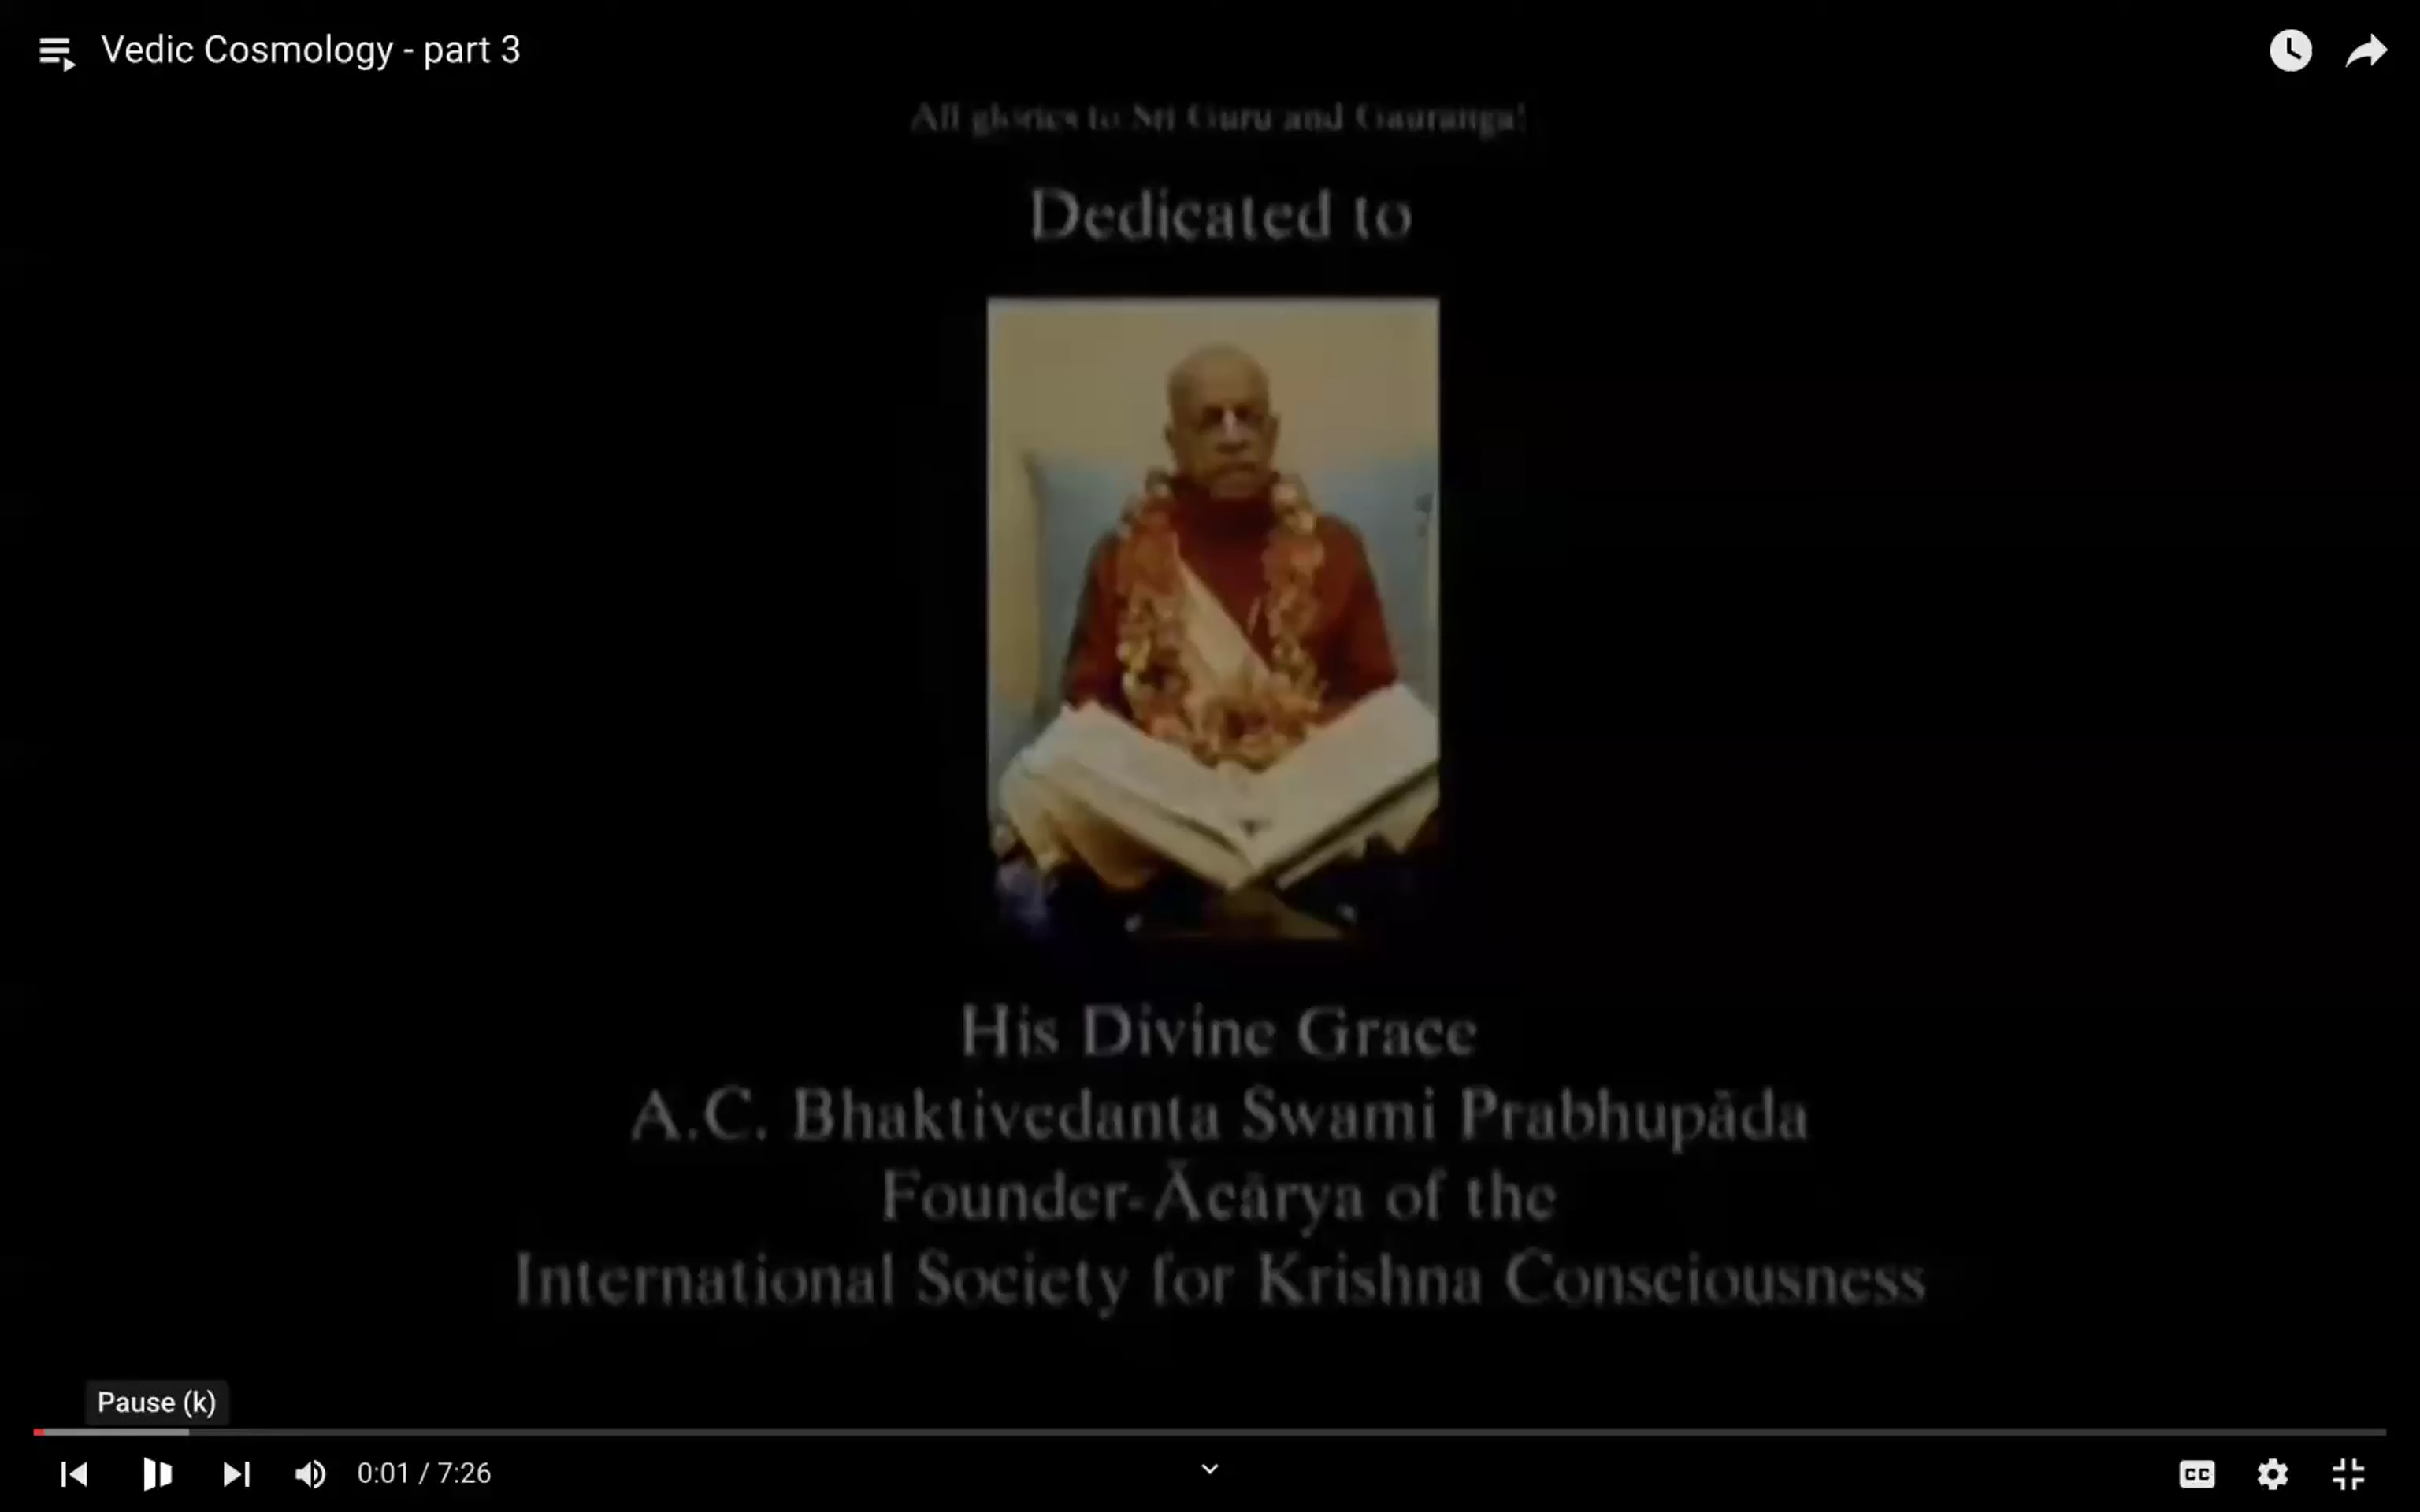 Vedic Cosmology - part 3
All glories to Sri Guru and Gauranga!
Dedicated to
His Divine Grace
A.C. Bhaktivedanta Swami Prabhupāda
Founder-Ācārya of the
International Society for Krishna Consciousness
Pause (k)
0:01 / 7:26
CC